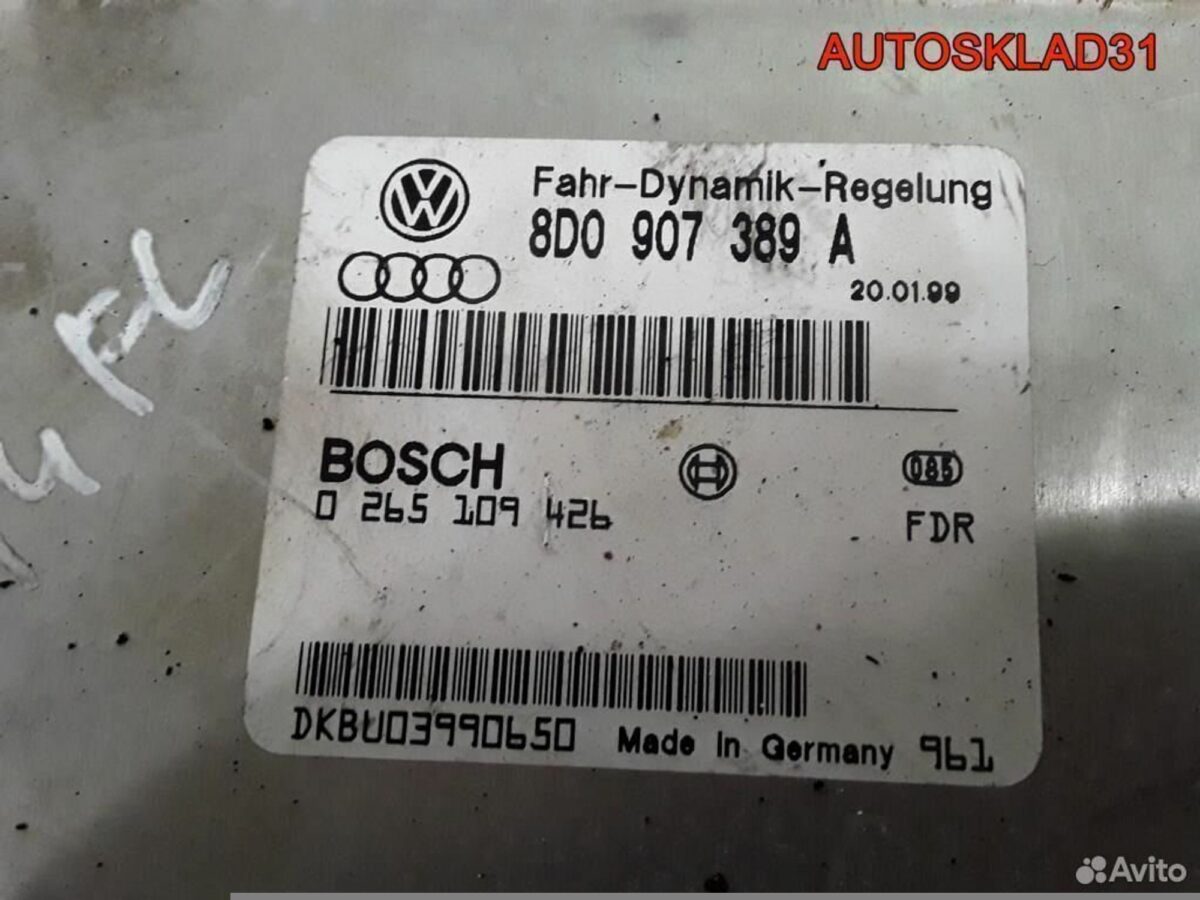 AUTOSKLAD31
Fahr-Dynamik-Regelung
8D0 907 389 A
20.01.99
BOSCH
085
0 265 109 426
FDR
DKBU03990650 Made In Germany 961
Avito